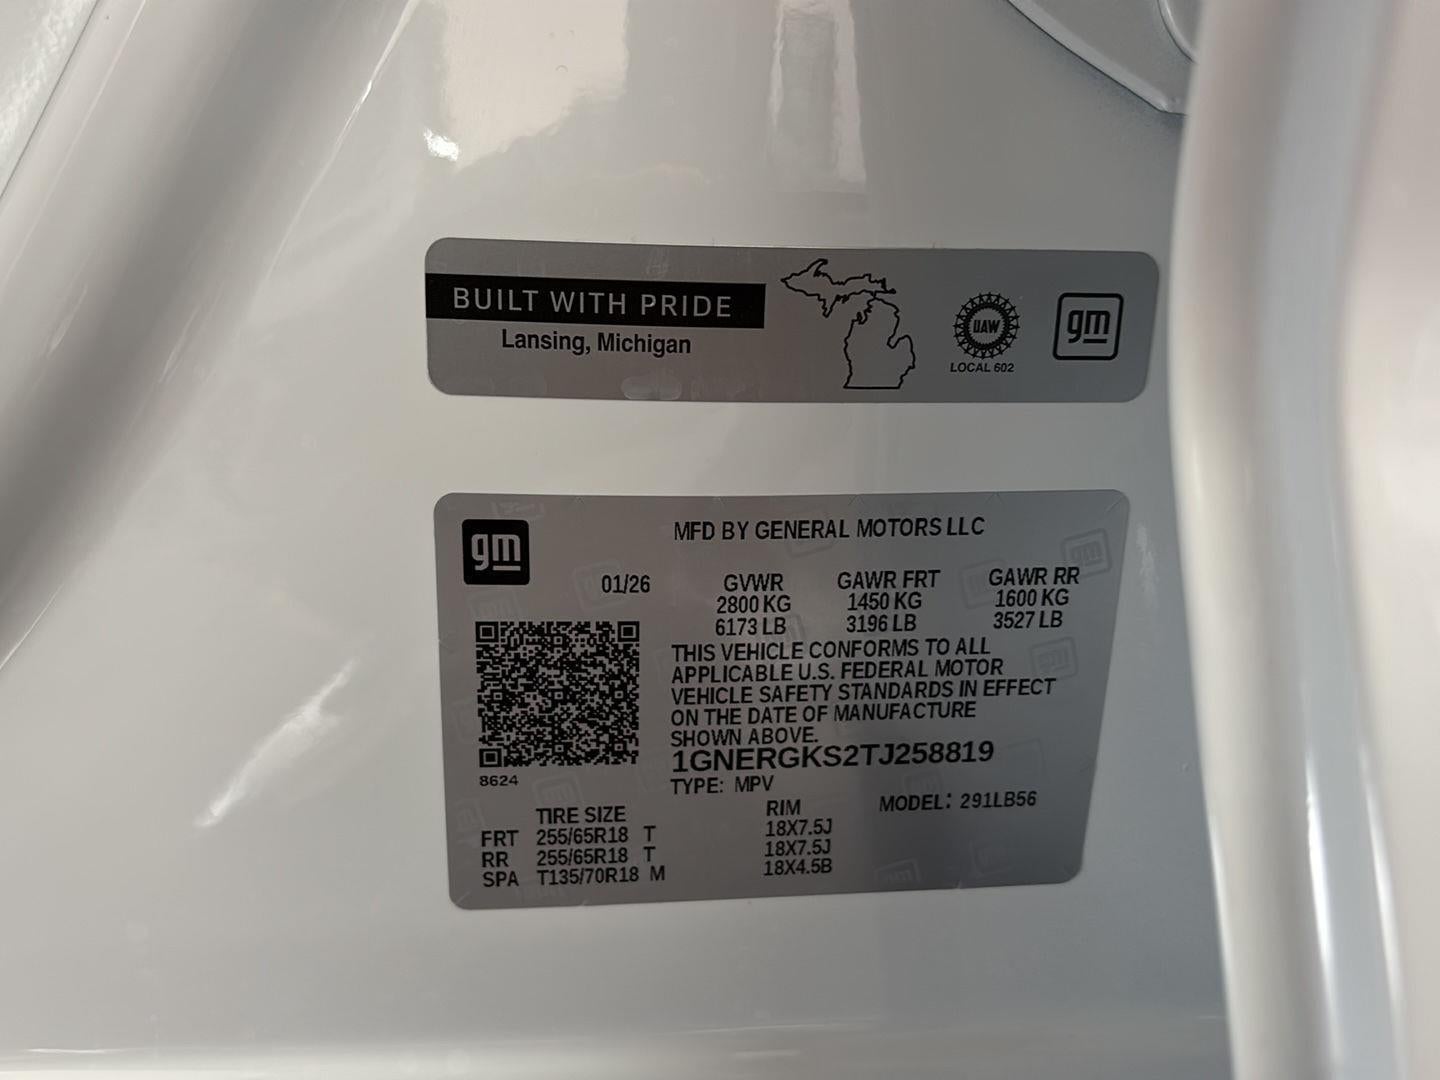 BUILT WITH PRIDE
Lansing, Michigan
UAW
LOCAL 602
gm
gm
MFD BY GENERAL MOTORS LLC
01/26 GVWR GAWR FRT GAWR RR
2800 KG 1450 KG 1600 KG
6173 LB 3196 LB 3527 LB
THIS VEHICLE CONFORMS TO ALL
APPLICABLE U.S. FEDERAL MOTOR
VEHICLE SAFETY STANDARDS IN EFFECT
ON THE DATE OF MANUFACTURE
SHOWN ABOVE.
1GNERGKS2TJ258819
8624
TYPE: MPV
MODEL: 291LB56
TIRE SIZE RIM
FRT 255/65R18 T 18X7.5J
RR 255/65R18 T 18X7.5J
SPA T135/70R18 M 18X4.5B